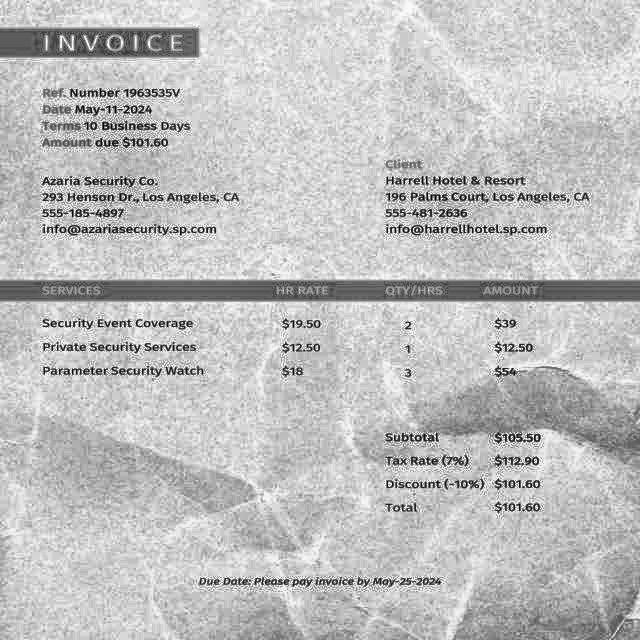 INVOICE
Ref. Number 1963535V
Date May-11-2024
Terms 10 Business Days
Amount due $101.60
Azaria Security Co.
293 Henson Dr., Los Angeles, CA
555-185-4897
info@azariasecurity.sp.com
Client
Harrell Hotel & Resort
196 Palms Court, Los Angeles, CA
555-481-2636
info@harrellhotel.sp.com
SERVICES HR RATE QTY/HRS AMOUNT
Security Event Coverage $19.50 2 $39
Private Security Services $12.50 1 $12.50
Parameter Security Watch $18 3 $54
Subtotal $105.50
Tax Rate (7%) $112.90
Discount (-10%) $101.60
Total $101.60
Due Date: Please pay invoice by May-25-2024